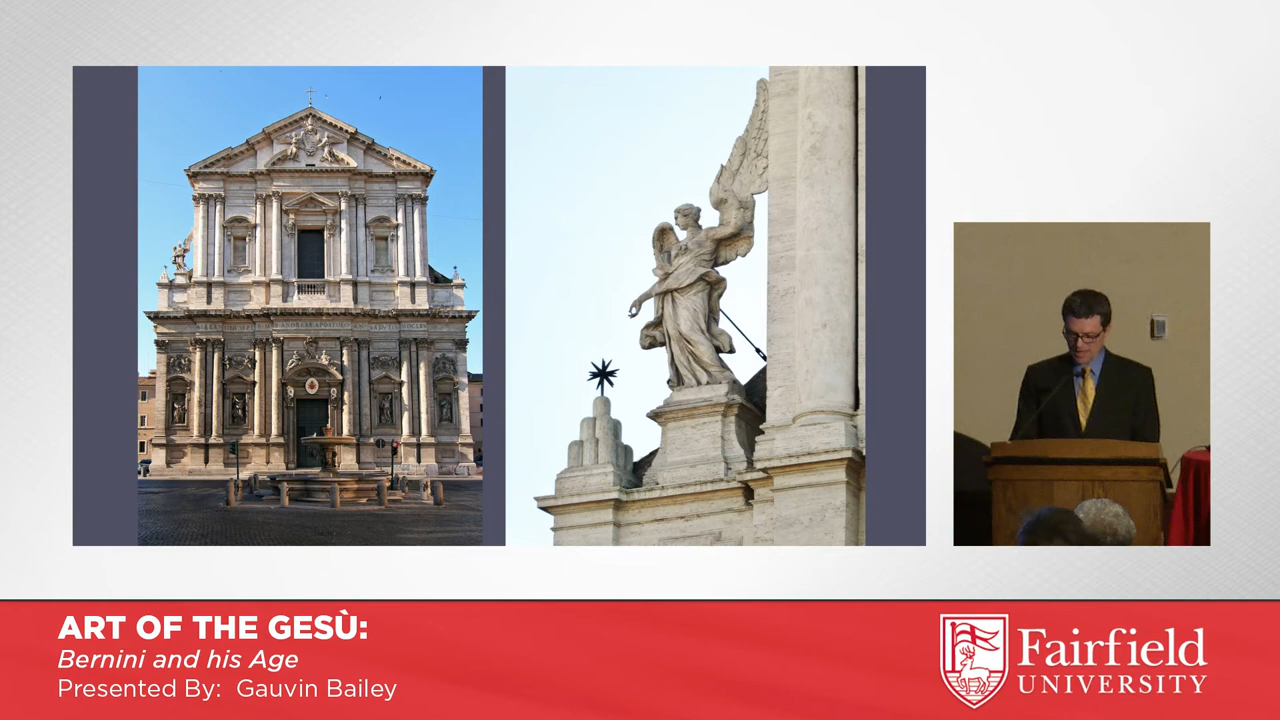 ART OF THE GESÙ:
Bernini and his Age
Presented By: Gauvin Bailey
Fairfield
UNIVERSITY